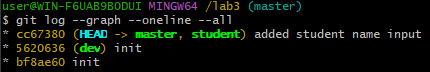 user@WIN-F6UAB9BODUI MINGW64 /lab3 (master)
$ git log --graph --oneline --all
* cc67380 (HEAD -> master, student) added student name input
* 5620636 (dev) init
* bf8ae60 init